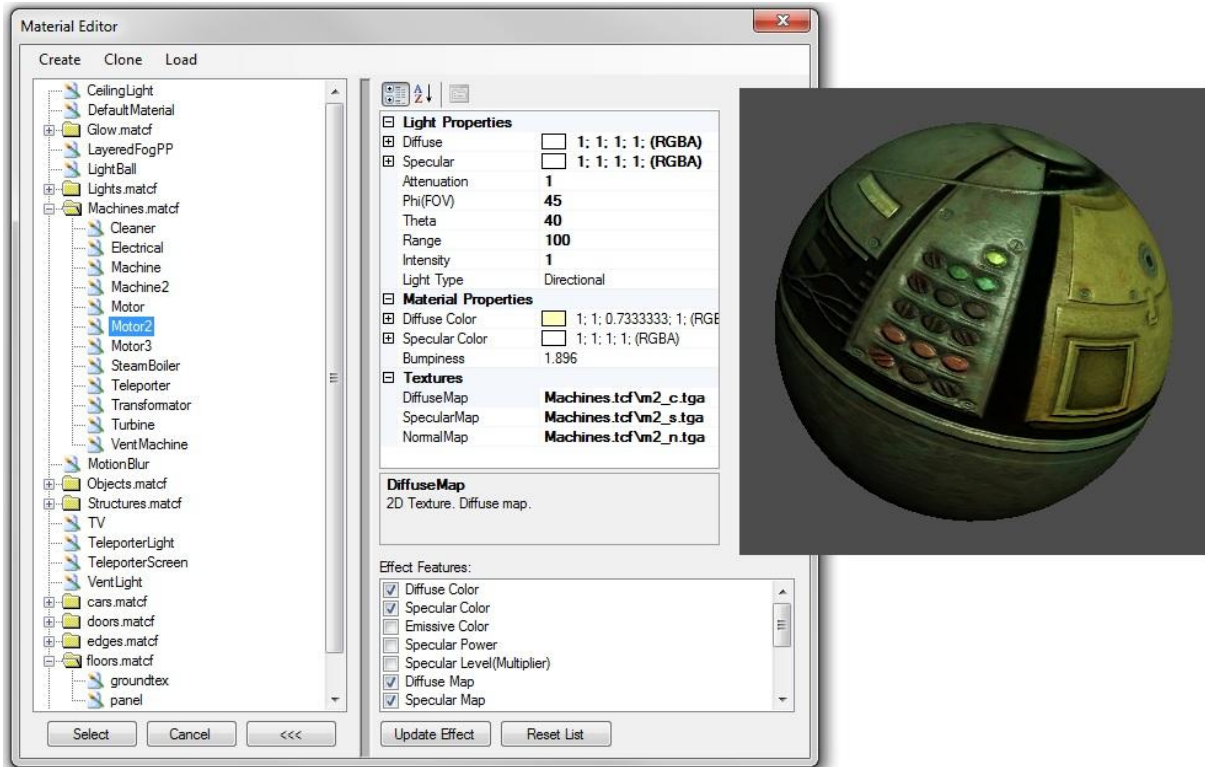 Material Editor
Create Clone Load
CeilingLight
DefaultMaterial
Glow.matcf
LayeredFogPP
LightBall
Lights.matcf
Machines.matcf
Cleaner
Electrical
Machine
Machine2
Motor
Motor2
Motor3
SteamBoiler
Teleporter
Transformator
Turbine
VentMachine
MotionBlur
Objects.matcf
Structures.matcf
TV
TeleporterLight
TeleporterScreen
VentLight
cars.matcf
doors.matcf
edges.matcf
floors.matcf
groundtex
panel
Select Cancel <<<
Light Properties
Diffuse 1; 1; 1; 1; (RGBA)
Specular 1; 1; 1; 1; (RGBA)
Attenuation 1
Phi(FOV) 45
Theta 40
Range 100
Intensity 1
Light Type Directional
Material Properties
Diffuse Color 1; 1; 0.7333333; 1; (RGB
Specular Color 1; 1; 1; 1; (RGBA)
Bumpiness 1.896
Textures
DiffuseMap Machines.tcf\m2_c.tga
SpecularMap Machines.tcf\m2_s.tga
NormalMap Machines.tcf\m2_n.tga
DiffuseMap
2D Texture. Diffuse map.
Effect Features:
Diffuse Color
Specular Color
Emissive Color
Specular Power
Specular Level(Multiplier)
Diffuse Map
Specular Map
Update Effect Reset List